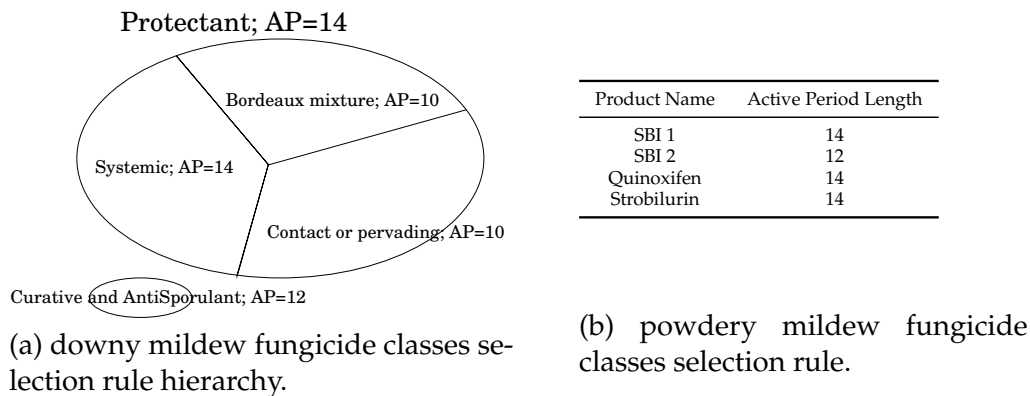 Protectant; AP=14
Bordeaux mixture; AP=10
Systemic; AP=14
Contact or pervading; AP=10
Curative and AntiSporulant; AP=12
(a) downy mildew fungicide classes se-
lection rule hierarchy.
Product Name Active Period Length
SBI 1 14
SBI 2 12
Quinoxifen 14
Strobilurin 14
(b) powdery mildew fungicide
classes selection rule.